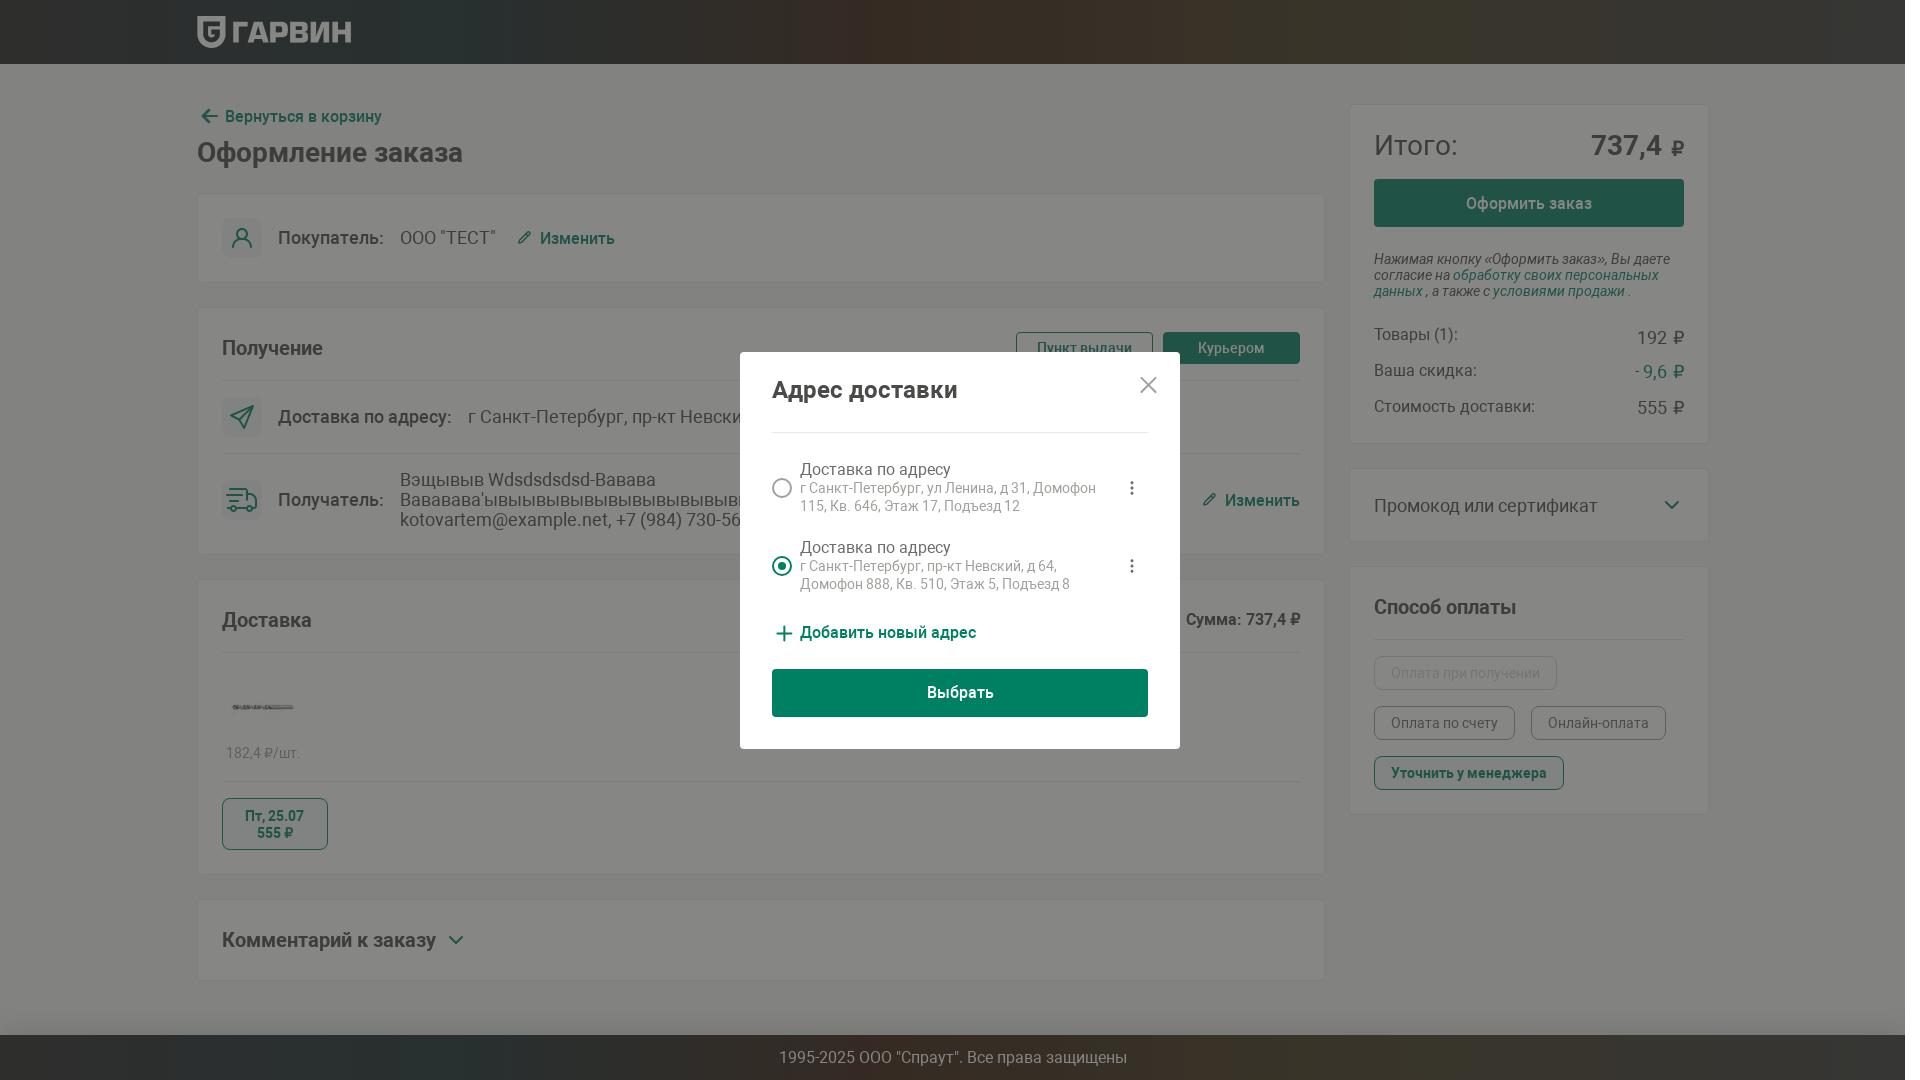 ГАРВИН
Вернуться в корзину
Оформление заказа
Покупатель: ООО "ТЕСТ" Изменить
Получение Пункт выдачи Курьером
Доставка по адресу: г Санкт-Петербург, пр-кт
Получатель:
Вэщывыв Wdsdsdsdsd-Вавава
kotovartem@example.net, +7 (984) 730-56
Изменить
Доставка Сумма: 737,4 ₽
182,4 ₽/шт.
Пт, 25.07
555 ₽
Комментарий к заказу
Адрес доставки
Доставка по адресу
г Санкт-Петербург, ул Ленина, д 31, Домофон
115, Кв. 646, Этаж 17, Подъезд 12
Доставка по адресу
г Санкт-Петербург, пр-кт Невский, д 64,
Домофон 888, Кв. 510, Этаж 5, Подъезд 8
Добавить новый адрес
Выбрать
Итого: 737,4 ₽
Оформить заказ
Нажимая кнопку «Оформить заказ», Вы даете
согласие на обработку своих персональных
данных , а также с условиями продажи .
Товары (1): 192 ₽
Ваша скидка: - 9,6 ₽
Стоимость доставки: 555 ₽
Промокод или сертификат
Способ оплаты
Оплата при получении
Оплата по счету Онлайн-оплата
Уточнить у менеджера
1995-2025 ООО "Спраут". Все права защищены